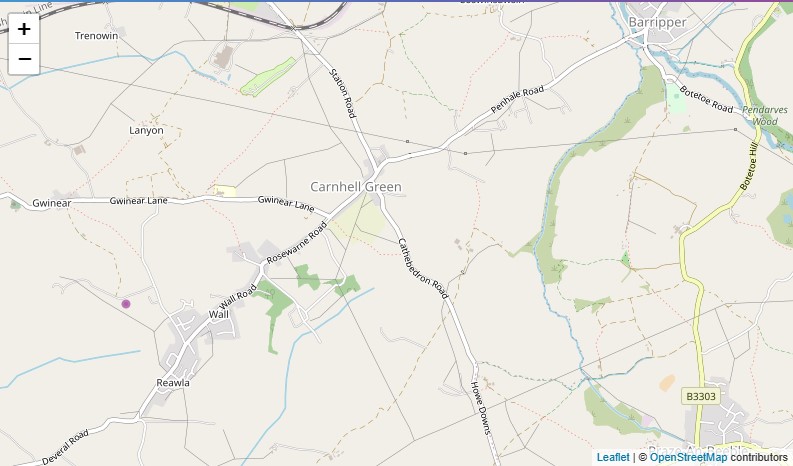 +
−
Trenowin
Barripper
Station Road
Penhale Road
Botetoe Road
Pendarves
Wood
Lanyon
Botetoe Hill
Carnhell Green
Gwinear
Gwinear Lane
Gwinear Lane
Rosewarne Road
Cathebedron Road
Wall Road
Wall
Reawla
Howe Downs
B3303
Deveral Road
Leaflet | © OpenStreetMap contributors